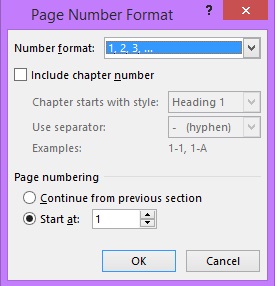 Page Number Format ?
Number format: 1, 2, 3, ...
Include chapter number
Chapter starts with style: Heading 1
Use separator: - (hyphen)
Examples: 1-1, 1-A
Page numbering
Continue from previous section
Start at: 1
OK Cancel